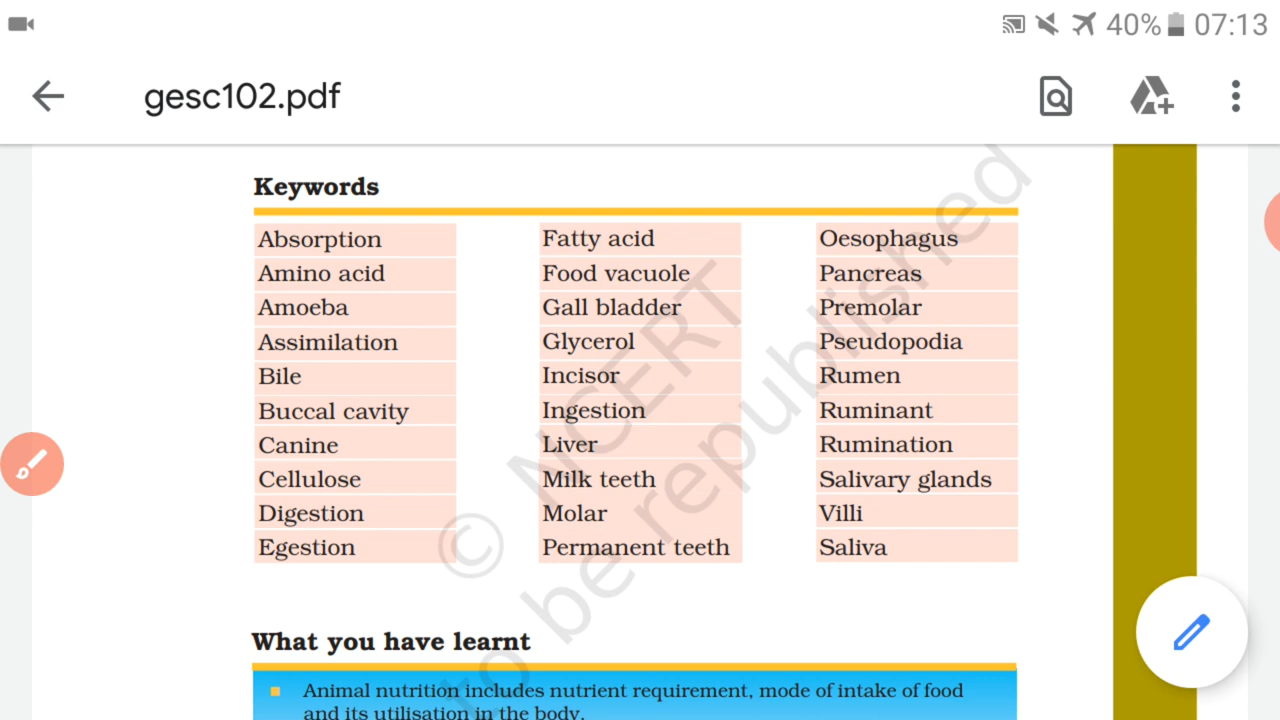 40% 07:13
gesc102.pdf
Keywords
Absorption
Amino acid
Amoeba
Assimilation
Bile
Buccal cavity
Canine
Cellulose
Digestion
Egestion
Fatty acid
Food vacuole
Gall bladder
Glycerol
Incisor
Ingestion
Liver
Milk teeth
Molar
Permanent teeth
Oesophagus
Pancreas
Premolar
Pseudopodia
Rumen
Ruminant
Rumination
Salivary glands
Villi
Saliva
© NCERT
to be republished
What you have learnt
Animal nutrition includes nutrient requirement, mode of intake of food
and its utilisation in the body.